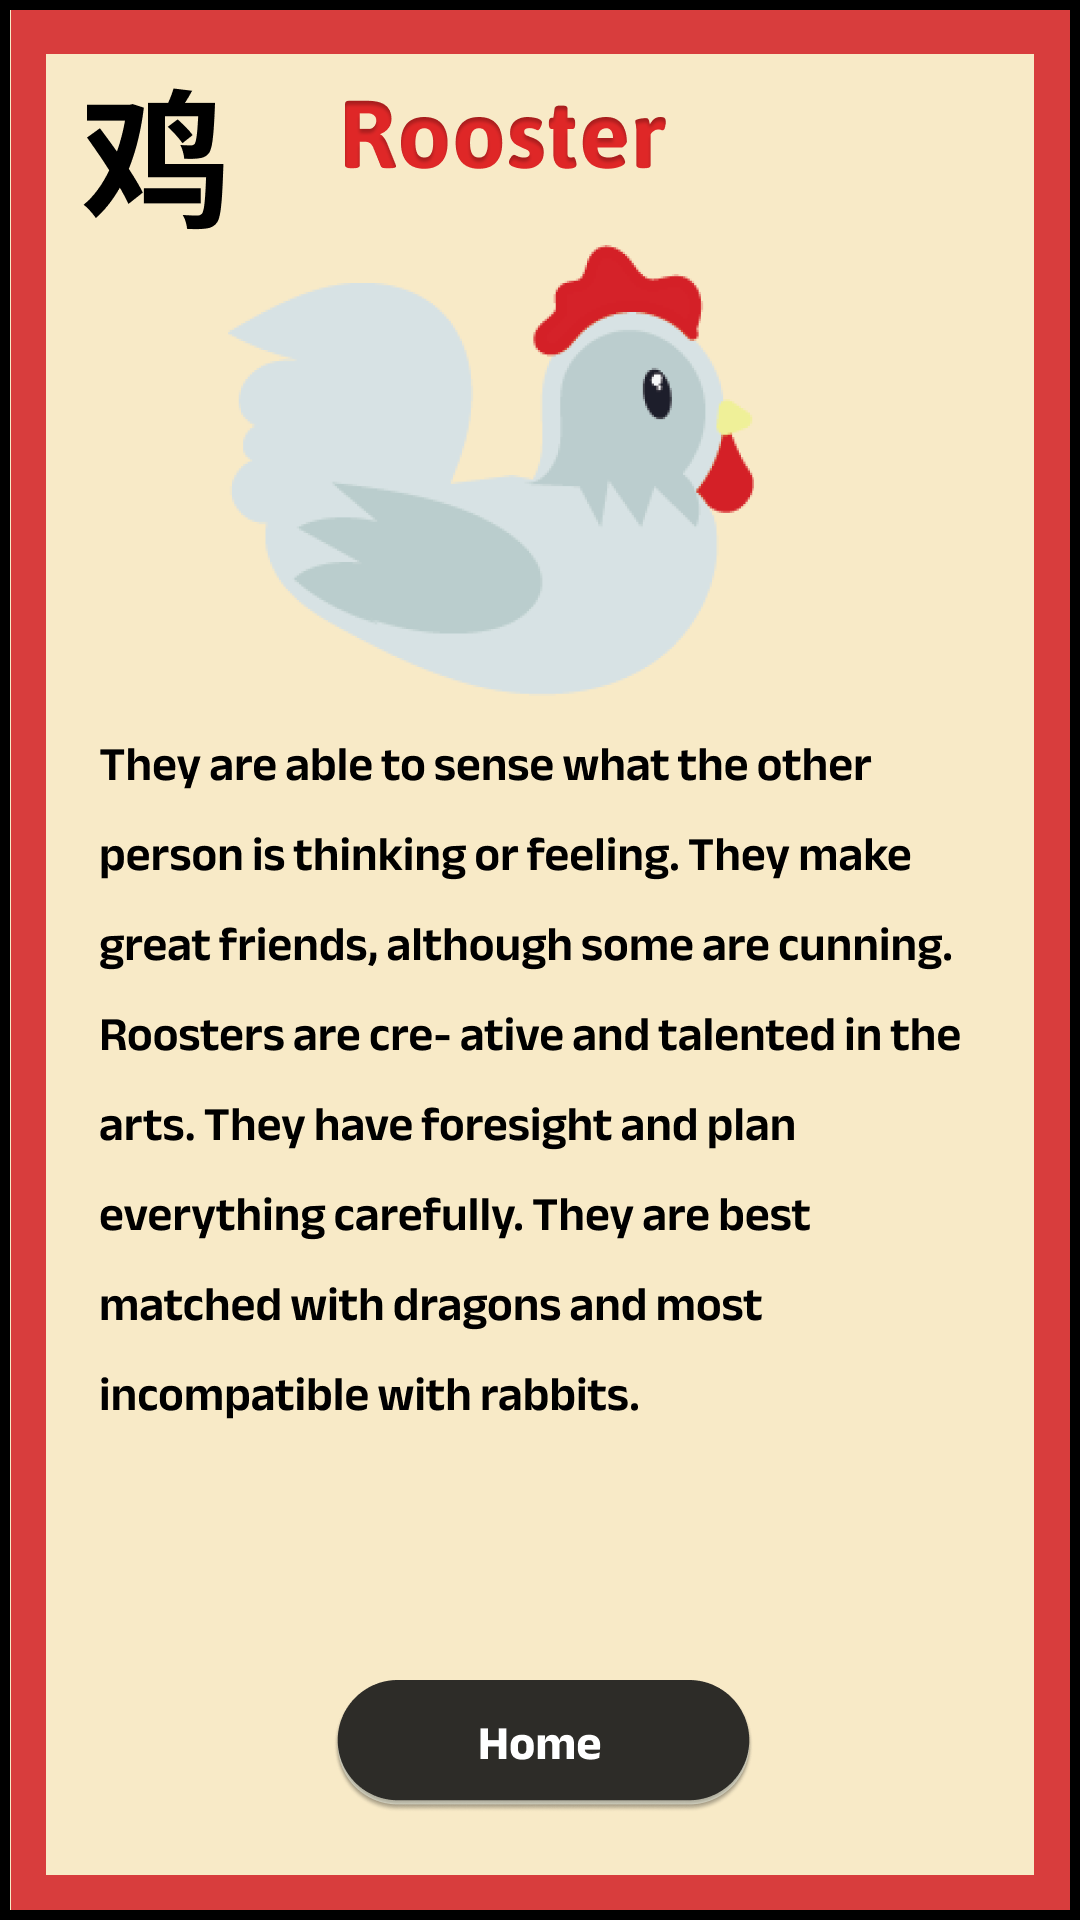 鸡
Rooster
They are able to sense what the other
person is thinking or feeling. They make
great friends, although some are cunning.
Roosters are cre- ative and talented in the
arts. They have foresight and plan
everything carefully. They are best
matched with dragons and most
incompatible with rabbits.
Home